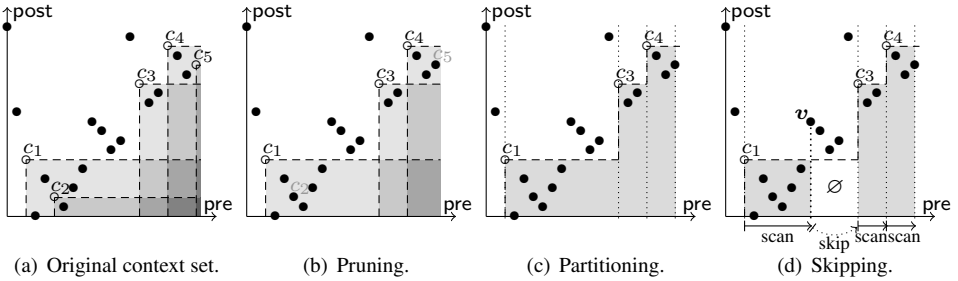 post
c4
c5
c3
c1
c2
pre
(a) Original context set.
post
c4
c5
c3
c1
c2
pre
(b) Pruning.
post
c4
c3
c1
pre
(c) Partitioning.
post
c4
c3
v
c1
∅
pre
scan
skip
scan
scan
(d) Skipping.